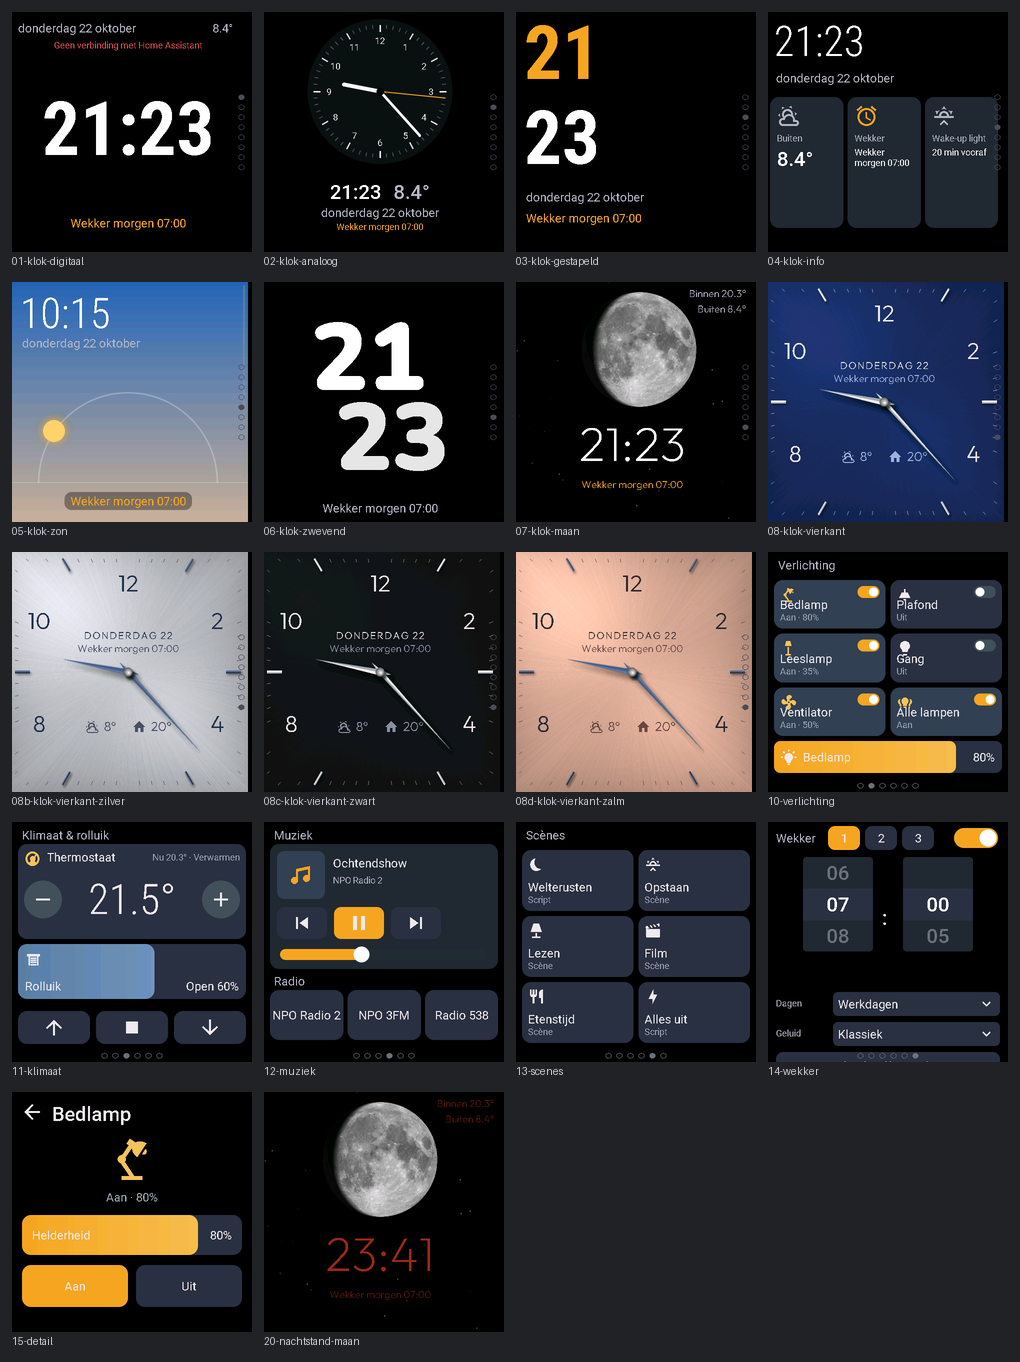 donderdag 22 oktober 8.4°
Geen verbinding met Home Assistant
21:23
Wekker morgen 07:00
01-klok-digitaal
12
11 1
10 2
9 3
8 4
7 5
6
21:23 8.4°
donderdag 22 oktober
Wekker morgen 07:00
02-klok-analoog
21
23
donderdag 22 oktober
Wekker morgen 07:00
03-klok-gestapeld
21:23
donderdag 22 oktober
Buiten
8.4°
Wekker
Wekker
morgen 07:00
Wake-up light
20 min vooraf
04-klok-info
10:15
donderdag 22 oktober
Wekker morgen 07:00
05-klok-zon
21
23
Wekker morgen 07:00
06-klok-zwevend
Binnen 20.3°
Buiten 8.4°
21:23
Wekker morgen 07:00
07-klok-maan
12
10 2
DONDERDAG 22
Wekker morgen 07:00
8 8° 20° 4
08-klok-vierkant
12
10 2
DONDERDAG 22
Wekker morgen 07:00
8 8° 20° 4
08b-klok-vierkant-zilver
12
10 2
DONDERDAG 22
Wekker morgen 07:00
8 8° 20° 4
08c-klok-vierkant-zwart
12
10 2
DONDERDAG 22
Wekker morgen 07:00
8 8° 20° 4
08d-klok-vierkant-zalm
Verlichting
Bedlamp
Aan · 80%
Plafond
Uit
Leeslamp
Aan · 35%
Gang
Uit
Ventilator
Aan · 50%
Alle lampen
Aan
Bedlamp 80%
10-verlichting
Klimaat & rolluik
Thermostaat Nu 20.3° · Verwarmen
− 21.5° +
Rolluik Open 60%
11-klimaat
Muziek
Ochtendshow
NPO Radio 2
Radio
NPO Radio 2 NPO 3FM Radio 538
12-muziek
Scènes
Welterusten
Script
Opstaan
Scène
Lezen
Scène
Film
Scène
Etenstijd
Scène
Alles uit
Script
13-scenes
Wekker 1 2 3
06
07 : 00
08 05
Dagen Werkdagen
Geluid Klassiek
14-wekker
Bedlamp
Aan · 80%
Helderheid 80%
Aan Uit
15-detail
Binnen 20.3°
Buiten 8.4°
23:41
Wekker morgen 07:00
20-nachtstand-maan